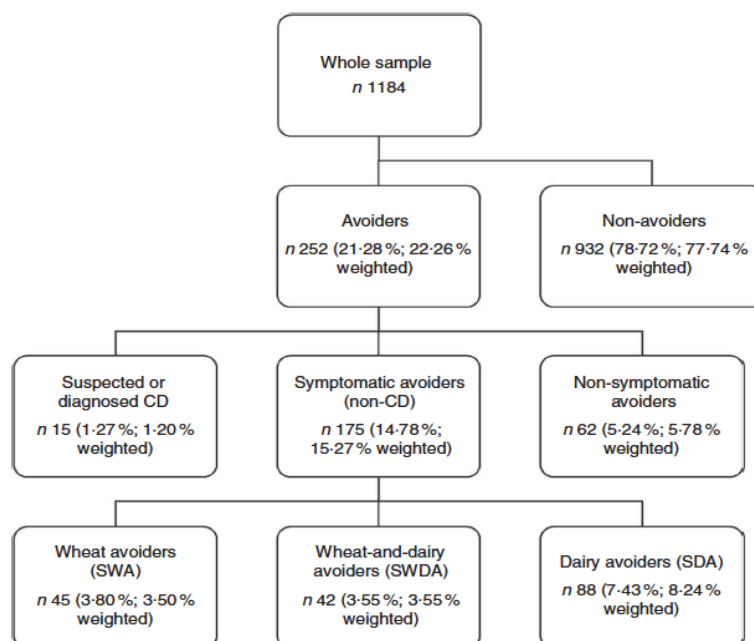 Whole sample
n 1184
Avoiders
n 252 (21·28 %; 22·26 %
weighted)
Non-avoiders
n 932 (78·72 %; 77·74 %
weighted)
Suspected or
diagnosed CD
n 15 (1·27 %; 1·20 %
weighted)
Symptomatic avoiders
(non-CD)
n 175 (14·78 %;
15·27 % weighted)
Non-symptomatic
avoiders
n 62 (5·24 %; 5·78 %
weighted)
Wheat avoiders
(SWA)
n 45 (3·80 %; 3·50 %
weighted)
Wheat-and-dairy
avoiders (SWDA)
n 42 (3·55 %; 3·55 %
weighted)
Dairy avoiders (SDA)
n 88 (7·43 %; 8·24 %
weighted)